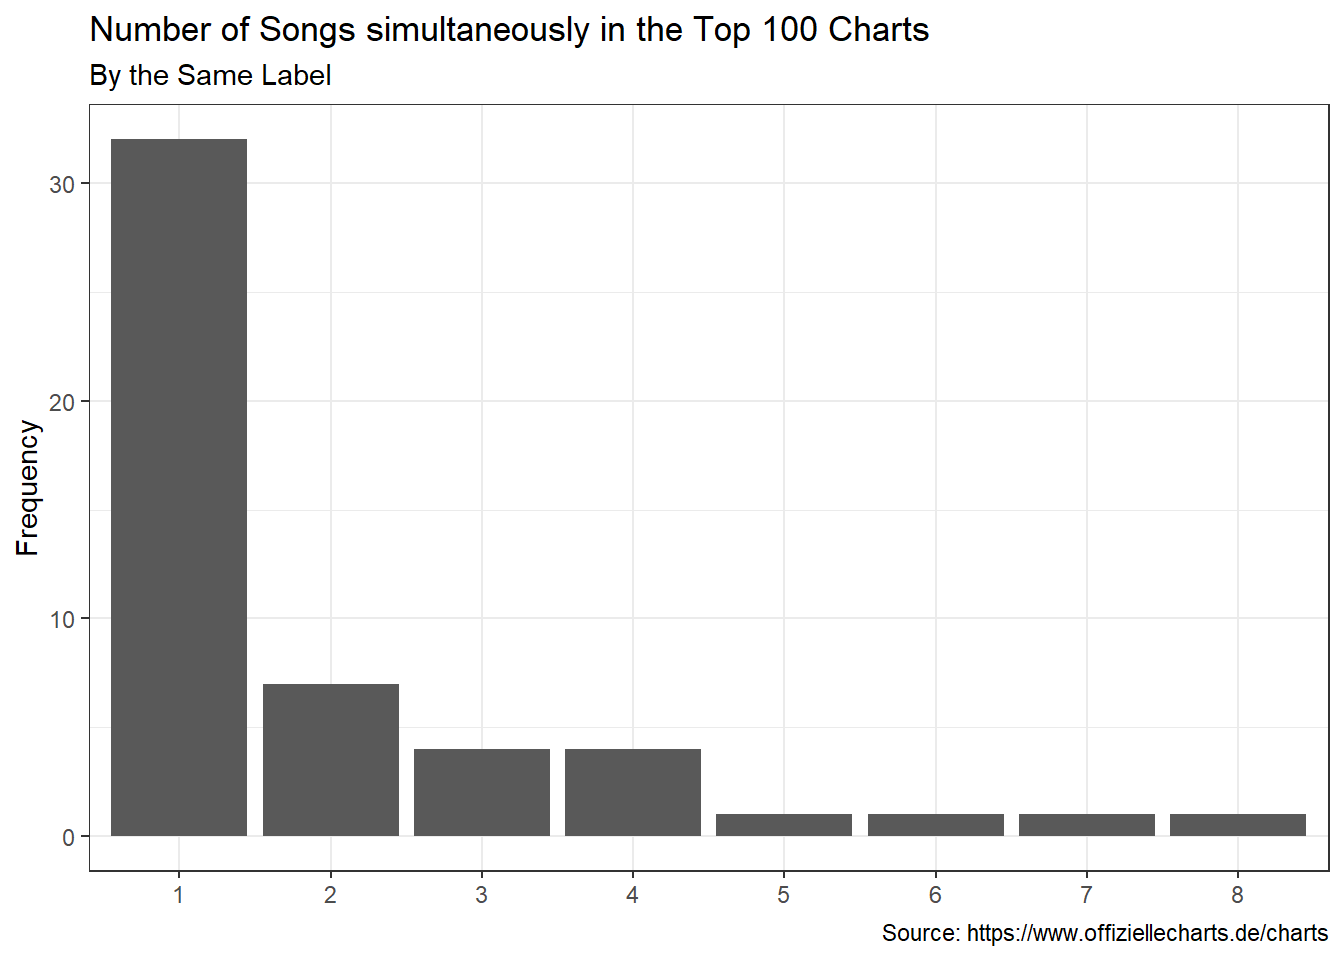 Number of Songs simultaneously in the Top 100 Charts
By the Same Label
Frequency
30
20
10
0
1 2 3 4 5 6 7 8
Source: https://www.offiziellecharts.de/charts